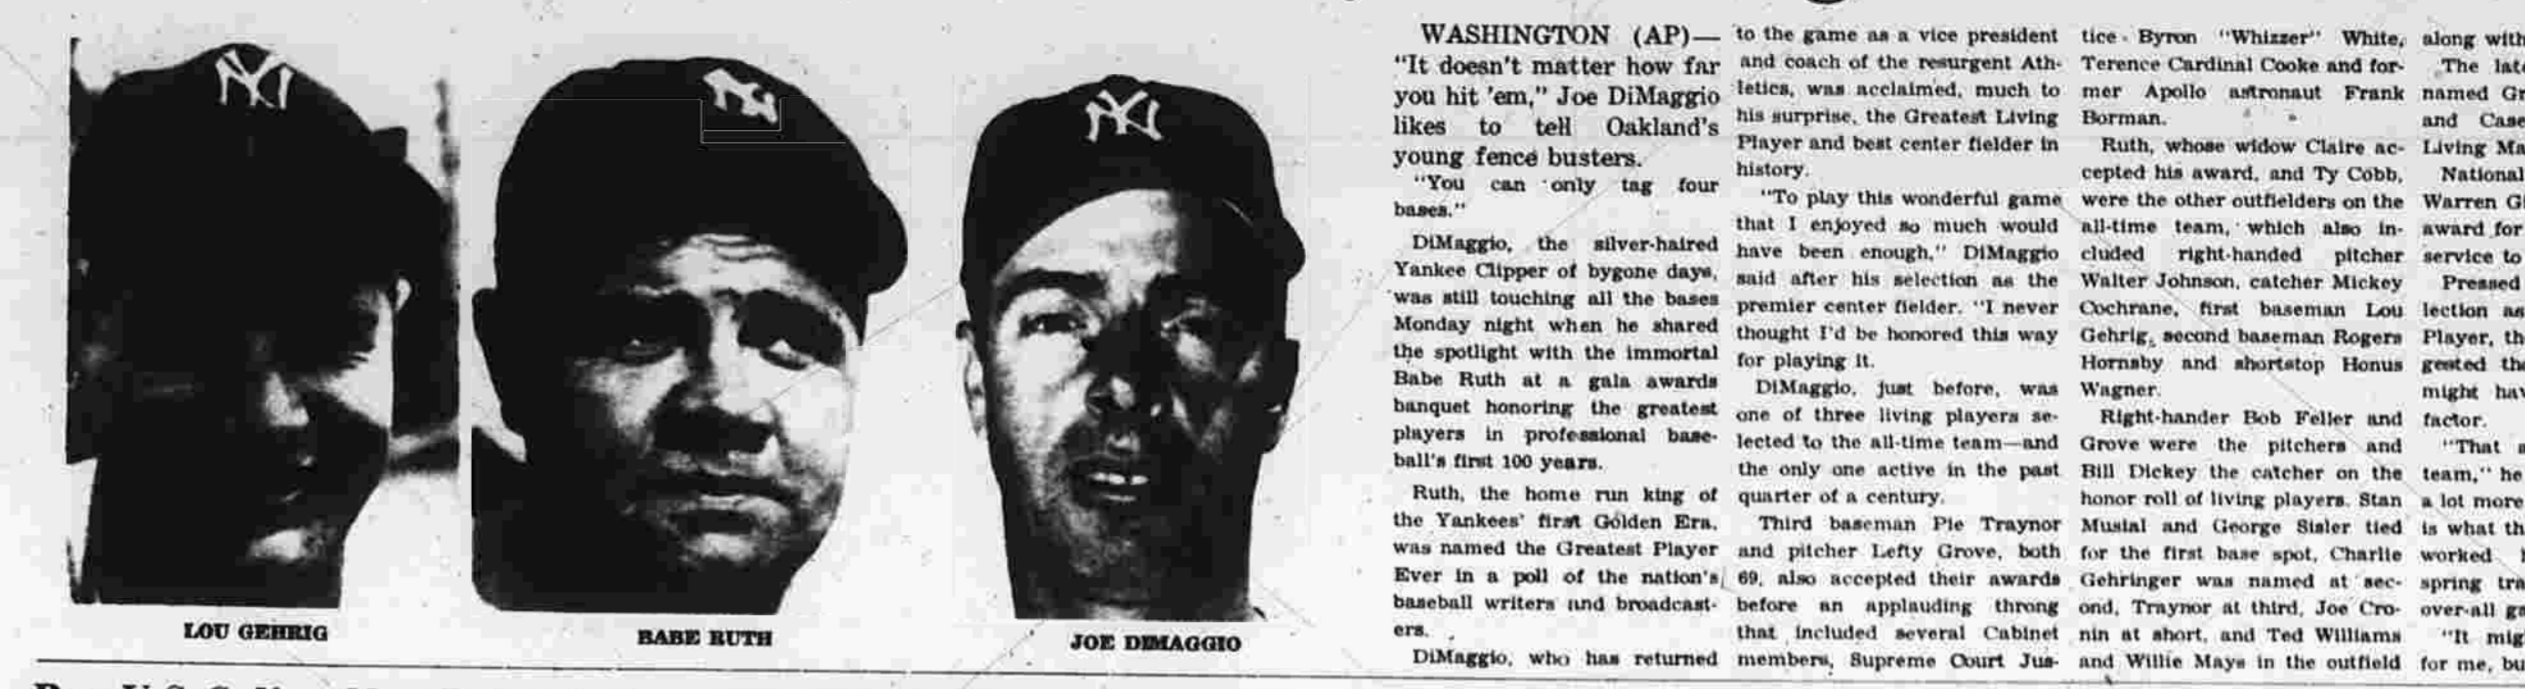 LOU GEHRIG
BABE RUTH
JOE DIMAGGIO
WASHINGTON (AP)—
"It doesn't matter how far
you hit 'em," Joe DiMaggio
likes to tell Oakland's
young fence busters.
"You can only tag four
bases."
DiMaggio, the silver-haired
Yankee Clipper of bygone days,
was still touching all the bases
Monday night when he shared
the spotlight with the immortal
Babe Ruth at a gala awards
banquet honoring the greatest
players in professional base-
ball's first 100 years.
Ruth, the home run king of
the Yankees' first Golden Era,
was named the Greatest Player
Ever in a poll of the nation's
baseball writers and broadcast-
ers.
DiMaggio, who has returned
to the game as a vice president
and coach of the resurgent Ath-
letics, was acclaimed, much to
his surprise, the Greatest Living
Player and best center fielder in
history.
"To play this wonderful game
that I enjoyed so much would
have been enough," DiMaggio
said after his selection as the
premier center fielder. "I never
thought I'd be honored this way
for playing it.
DiMaggio, just before, was
one of three living players se-
lected to the all-time team—and
the only one active in the past
quarter of a century.
Third baseman Pie Traynor
and pitcher Lefty Grove, both
69, also accepted their awards
before an applauding throng
that included several Cabinet
members, Supreme Court Jus-
tice Byron "Whizzer" White,
Terence Cardinal Cooke and for-
mer Apollo astronaut Frank
Borman.
Ruth, whose widow Claire ac-
cepted his award, and Ty Cobb,
were the other outfielders on the
all-time team, which also in-
cluded right-handed pitcher
Walter Johnson, catcher Mickey
Cochrane, first baseman Lou
Gehrig, second baseman Rogers
Hornsby and shortstop Honus
Wagner.
Right-hander Bob Feller and
Grove were the pitchers and
Bill Dickey the catcher on the
honor roll of living players. Stan
Musial and George Sisler tied
for the first base spot, Charlie
Gehringer was named at sec-
ond, Traynor at third, Joe Cro-
nin at short, and Ted Williams
and Willie Mays in the outfield
along with
The late
named Gr
and Case
Living Ma
National
Warren Gi
award for
service to
Pressed
lection as
Player, th
gested the
might hav
factor.
"That a
team," he
a lot more
is what th
worked
spring tra
over-all ga
"It mig
for me, bu